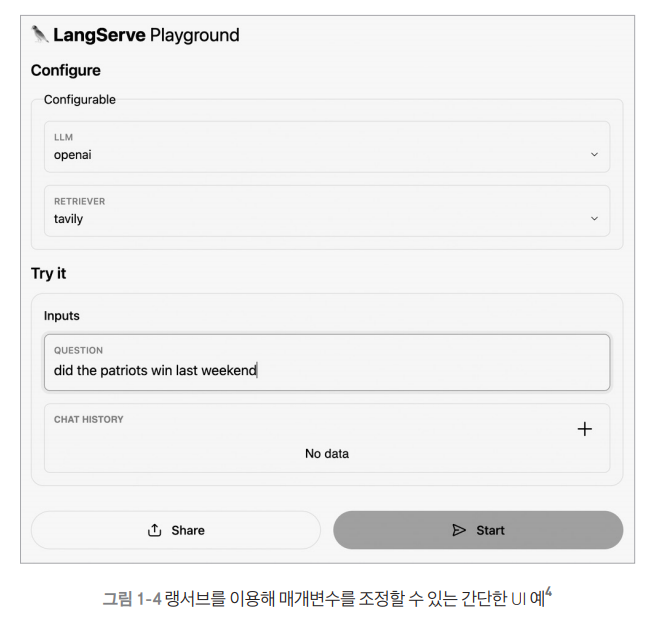 LangServe Playground
Configure
Configurable
LLM
openai
RETRIEVER
tavily
Try it
Inputs
QUESTION
did the patriots win last weekend
CHAT HISTORY
+
No data
Share
Start
그림 1-4 랭서브를 이용해 매개변수를 조정할 수 있는 간단한 UI 예4